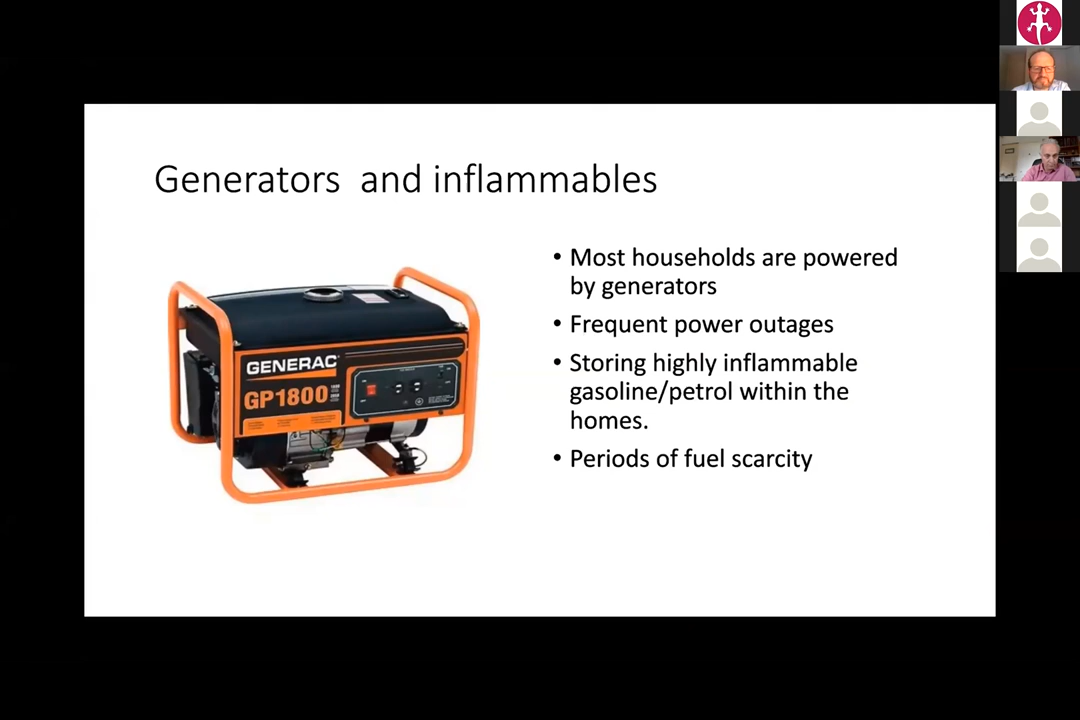 Generators and inflammables
• Most households are powered
by generators
• Frequent power outages
• Storing highly inflammable
gasoline/petrol within the
homes.
• Periods of fuel scarcity
GENERAC
GP1800